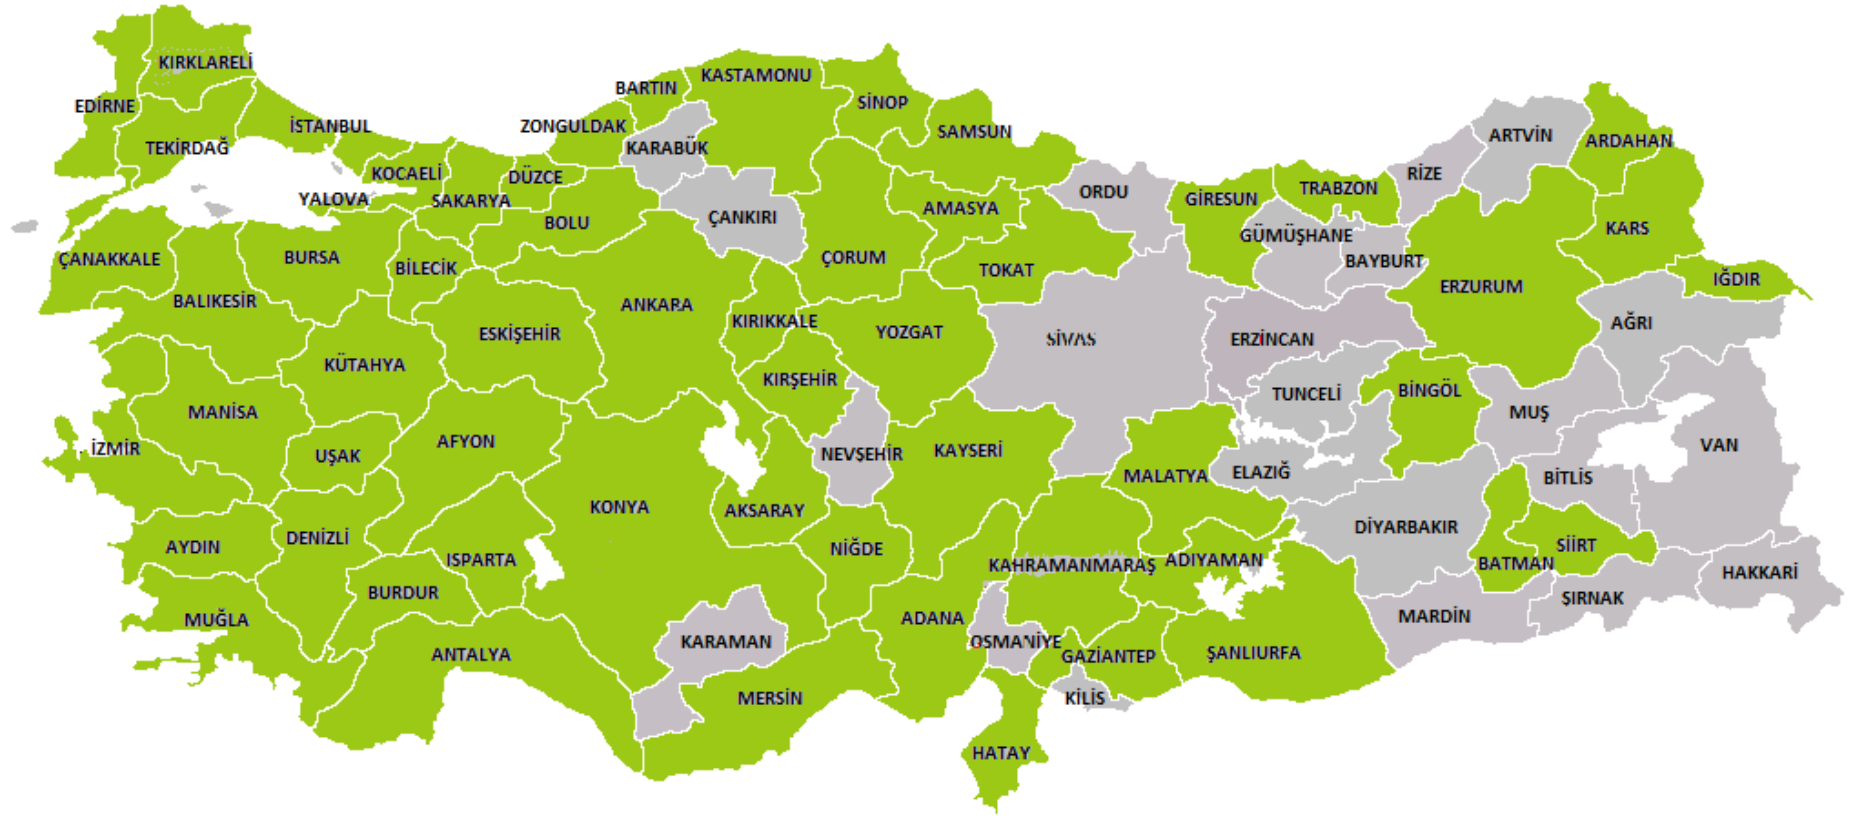 KIRKLARELİ
EDİRNE
TEKİRDAĞ
İSTANBUL
KOCAELİ
YALOVA
SAKARYA
DÜZCE
ZONGULDAK
BARTIN
KARABÜK
KASTAMONU
SİNOP
SAMSUN
ÇANKIRI
BOLU
ÇORUM
AMASYA
TOKAT
ORDU
GİRESUN
TRABZON
GÜMÜŞHANE
BAYBURT
RİZE
ARTVİN
ARDAHAN
KARS
IĞDIR
ERZURUM
AĞRI
ÇANAKKALE
BALIKESİR
BURSA
BİLECİK
ESKİŞEHİR
KÜTAHYA
ANKARA
KIRIKKALE
KIRŞEHİR
YOZGAT
SİVAS
ERZİNCAN
TUNCELİ
BİNGÖL
MUŞ
VAN
BİTLİS
MANİSA
İZMİR
UŞAK
AFYON
KONYA
AKSARAY
NEVŞEHİR
KAYSERİ
MALATYA
ELAZIĞ
DİYARBAKIR
BATMAN
SİİRT
ŞIRNAK
HAKKARİ
MARDİN
AYDIN
DENİZLİ
ISPARTA
BURDUR
MUĞLA
ANTALYA
KARAMAN
MERSİN
NİĞDE
ADANA
KAHRAMANMARAŞ
ADIYAMAN
OSMANİYE
GAZİANTEP
ŞANLIURFA
KİLİS
HATAY